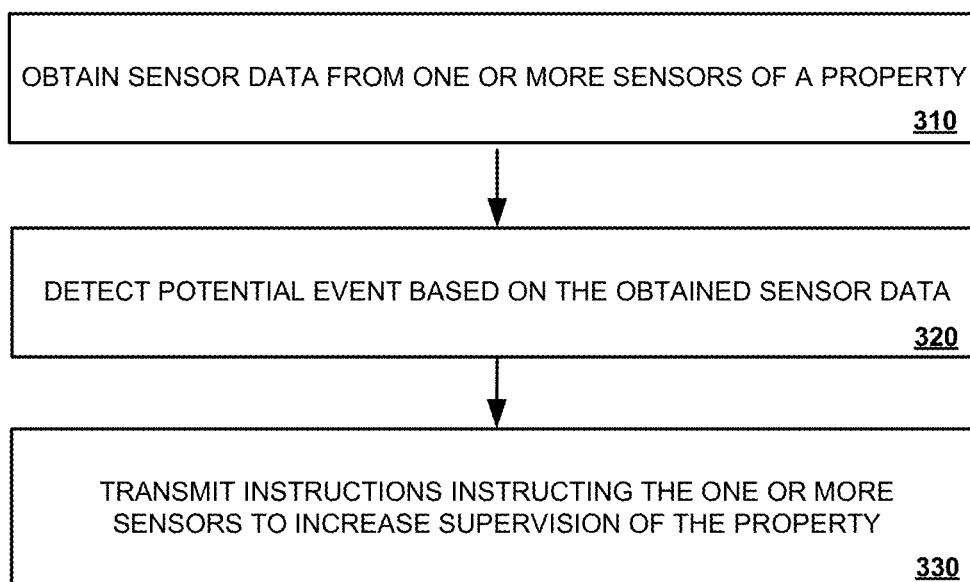 OBTAIN SENSOR DATA FROM ONE OR MORE SENSORS OF A PROPERTY
310
DETECT POTENTIAL EVENT BASED ON THE OBTAINED SENSOR DATA
320
TRANSMIT INSTRUCTIONS INSTRUCTING THE ONE OR MORE
SENSORS TO INCREASE SUPERVISION OF THE PROPERTY
330